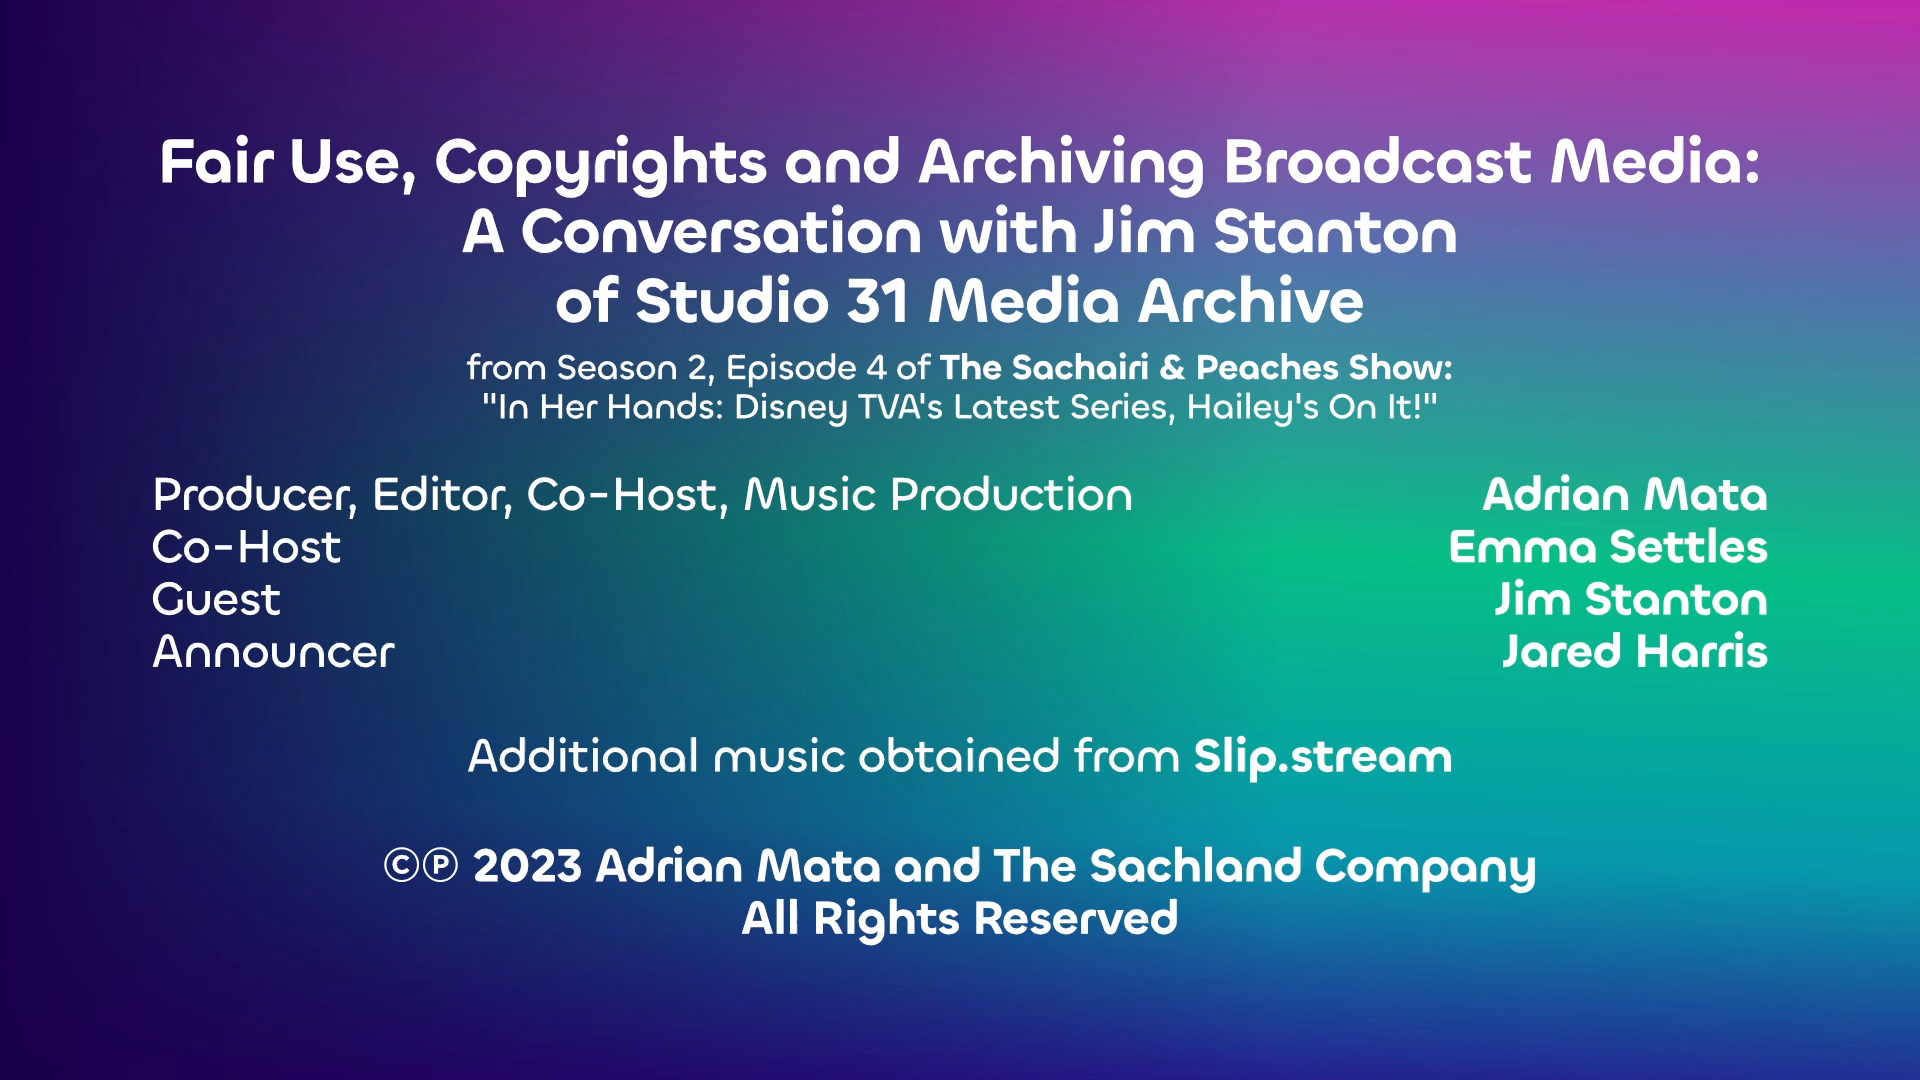 Fair Use, Copyrights and Archiving Broadcast Media:
A Conversation with Jim Stanton
of Studio 31 Media Archive
from Season 2, Episode 4 of The Sachairi & Peaches Show:
"In Her Hands: Disney TVA's Latest Series, Hailey's On It!"
Producer, Editor, Co-Host, Music Production Adrian Mata
Co-Host Emma Settles
Guest Jim Stanton
Announcer Jared Harris
Additional music obtained from Slip.stream
©℗ 2023 Adrian Mata and The Sachland Company
All Rights Reserved